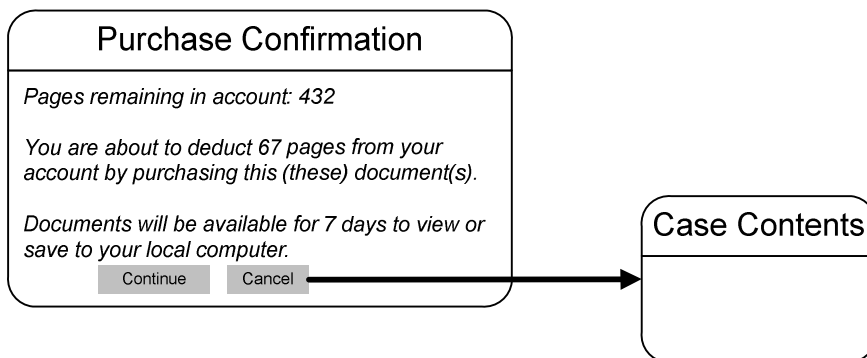 Purchase Confirmation
Pages remaining in account: 432
You are about to deduct 67 pages from your
account by purchasing this (these) document(s).
Documents will be available for 7 days to view or
save to your local computer.
Continue
Cancel
Case Contents